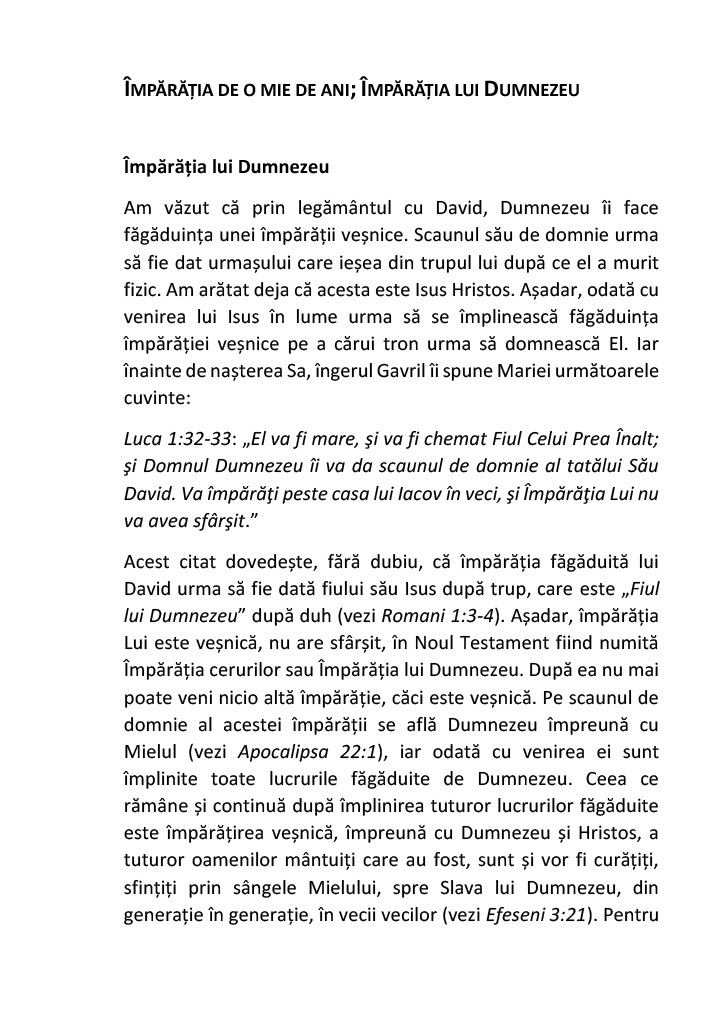 ÎMPĂRĂȚIA DE O MIE DE ANI; ÎMPĂRĂȚIA LUI DUMNEZEU
Împărăția lui Dumnezeu
Am văzut că prin legământul cu David, Dumnezeu îi face
făgăduința unei împărății veșnice. Scaunul său de domnie urma
să fie dat urmașului care ieșea din trupul lui după ce el a murit
fizic. Am arătat deja că acesta este Isus Hristos. Așadar, odată cu
venirea lui Isus în lume urma să se împlinească făgăduința
împărăției veșnice pe a cărui tron urma să domnească El. Iar
înainte de nașterea Sa, îngerul Gavril îi spune Mariei următoarele
cuvinte:
Luca 1:32-33: „El va fi mare, şi va fi chemat Fiul Celui Prea Înalt;
şi Domnul Dumnezeu îi va da scaunul de domnie al tatălui Său
David. Va împărăţi peste casa lui Iacov în veci, şi Împărăţia Lui nu
va avea sfârşit.”
Acest citat dovedește, fără dubiu, că împărăția făgăduită lui
David urma să fie dată fiului său Isus după trup, care este „Fiul
lui Dumnezeu” după duh (vezi Romani 1:3-4). Așadar, împărăția
Lui este veșnică, nu are sfârșit, în Noul Testament fiind numită
Împărăția cerurilor sau Împărăția lui Dumnezeu. După ea nu mai
poate veni nicio altă împărăție, căci este veșnică. Pe scaunul de
domnie al acestei împărății se află Dumnezeu împreună cu
Mielul (vezi Apocalipsa 22:1), iar odată cu venirea ei sunt
împlinite toate lucrurile făgăduite de Dumnezeu. Ceea ce
rămâne și continuă după împlinirea tuturor lucrurilor făgăduite
este împărățirea veșnică, împreună cu Dumnezeu și Hristos, a
tuturor oamenilor mântuiți care au fost, sunt și vor fi curățiți,
sfințiți prin sângele Mielului, spre Slava lui Dumnezeu, din
generație în generație, în vecii vecilor (vezi Efeseni 3:21). Pentru